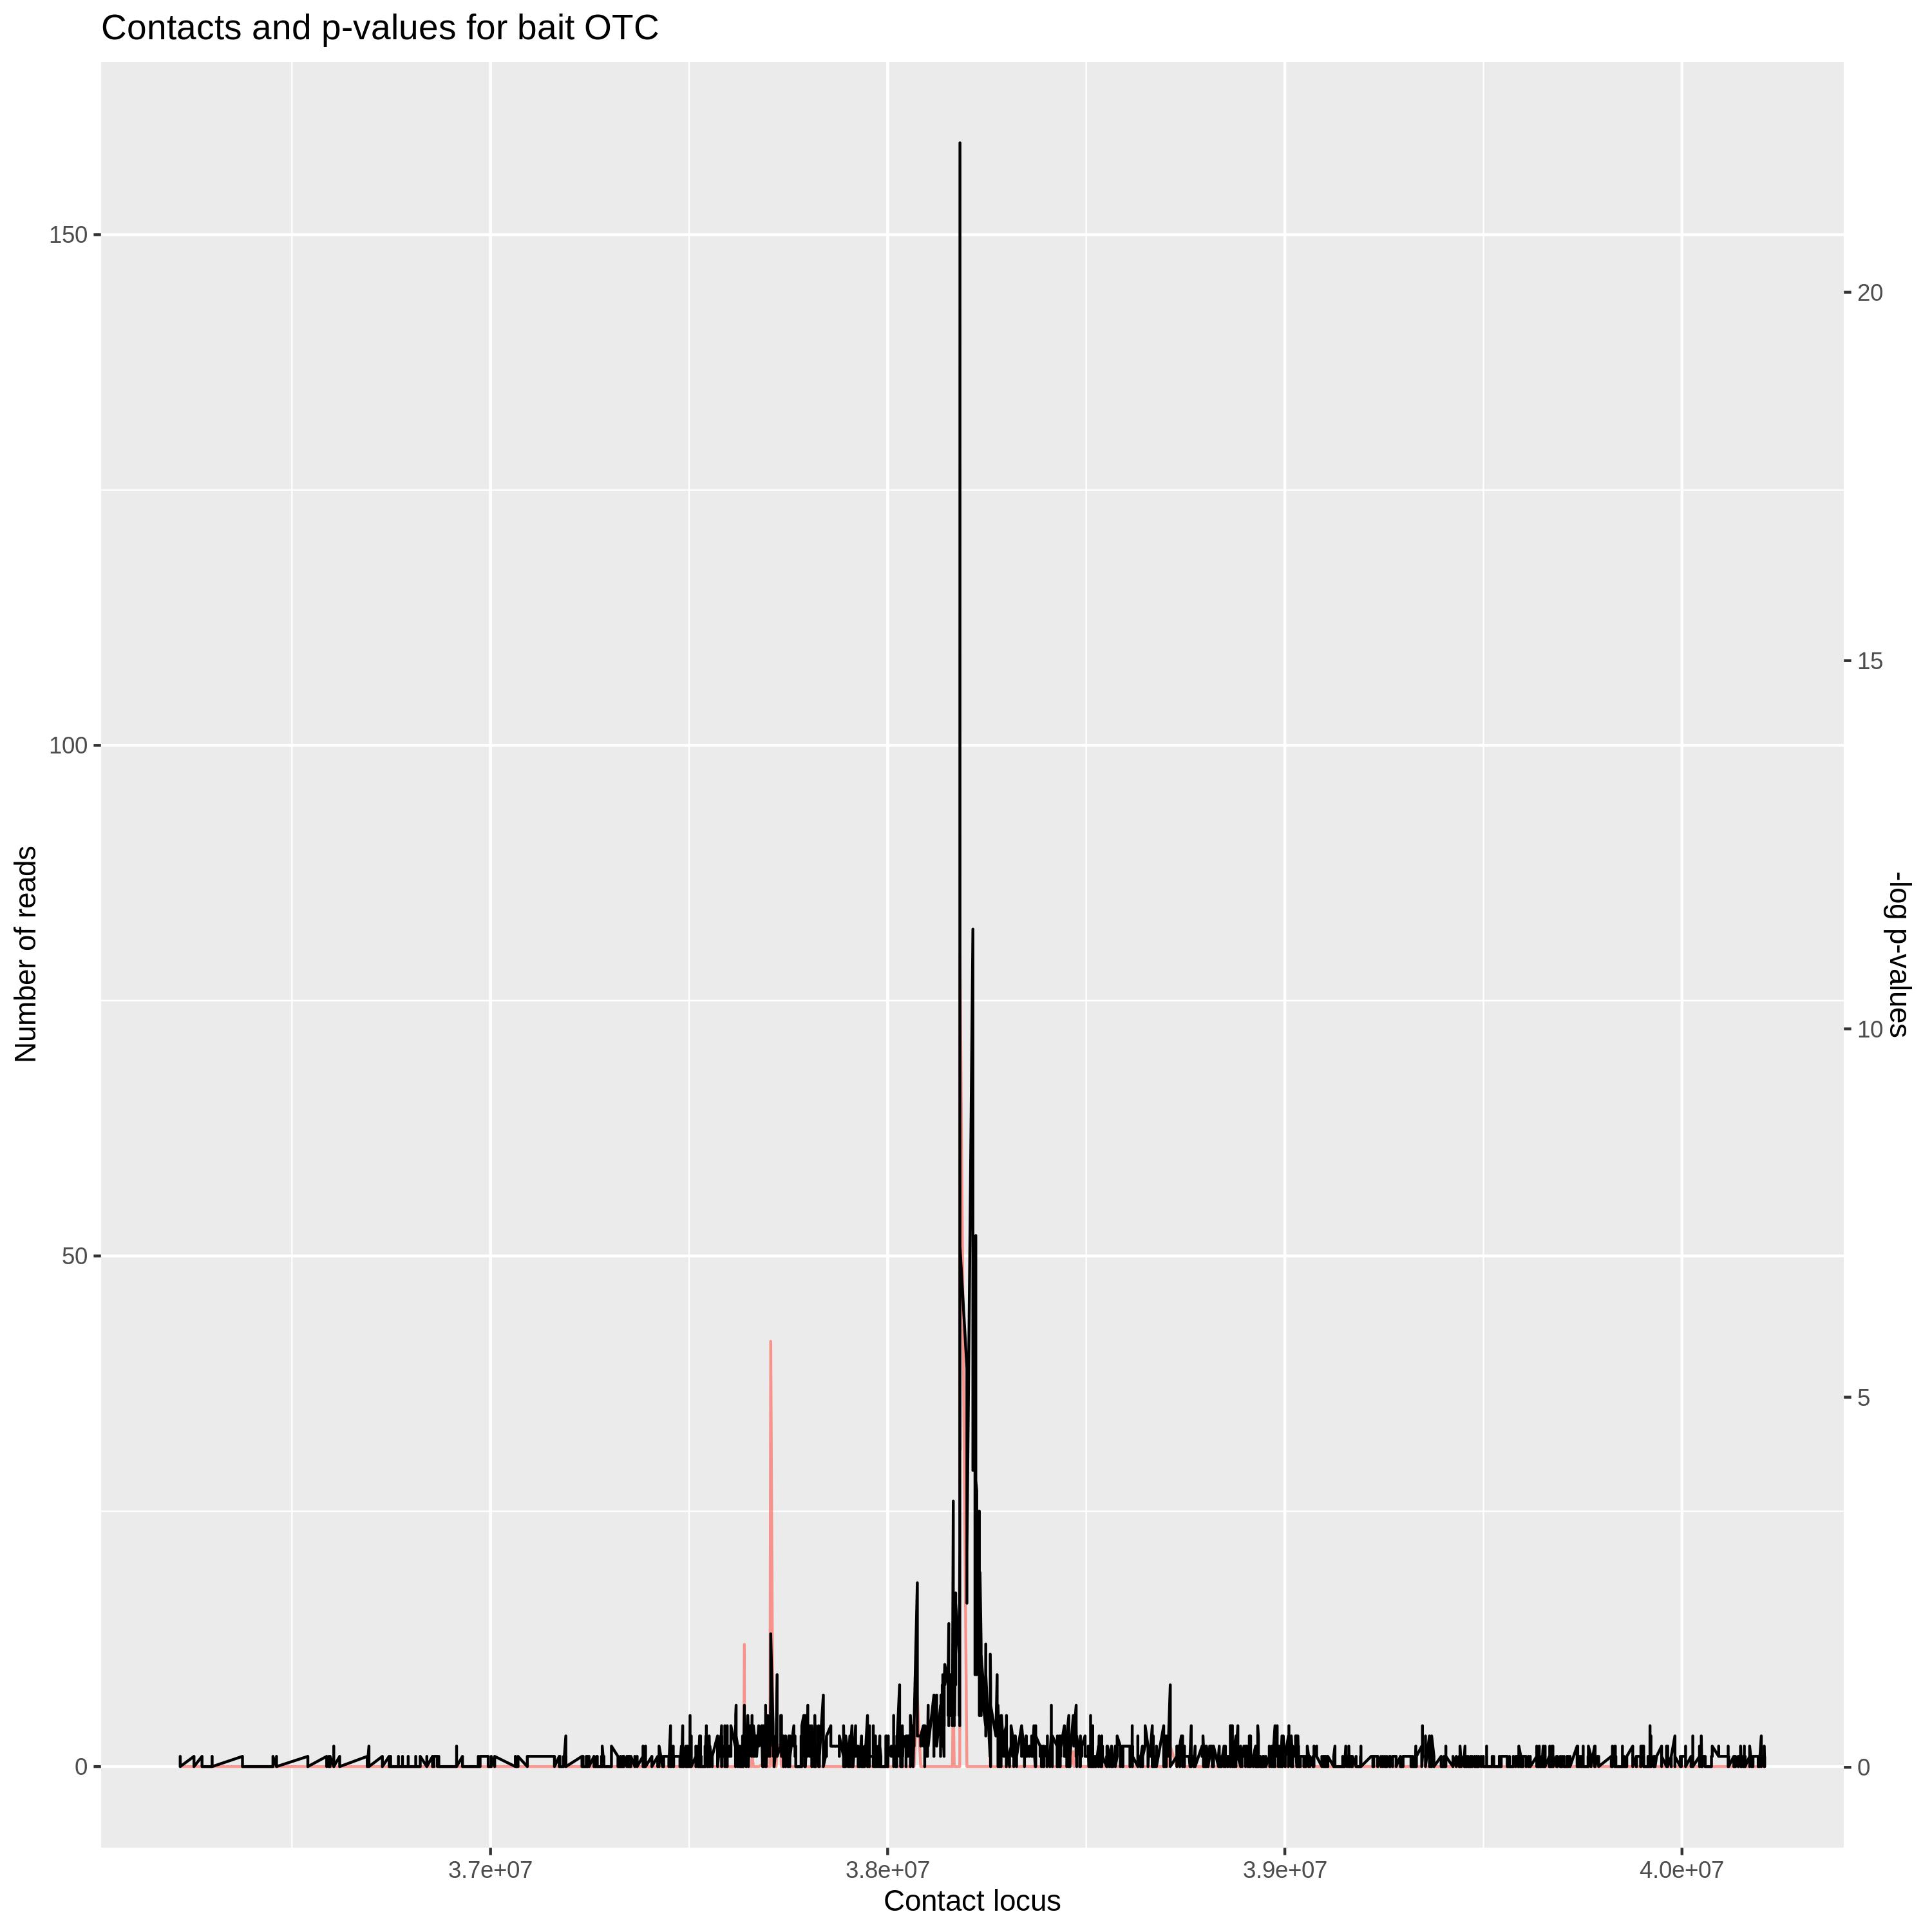 Contacts and p-values for bait OTC
150
100
50
0
Number of reads
20
15
10
5
0
-log p-values
3.7e+07
3.8e+07
3.9e+07
4.0e+07
Contact locus